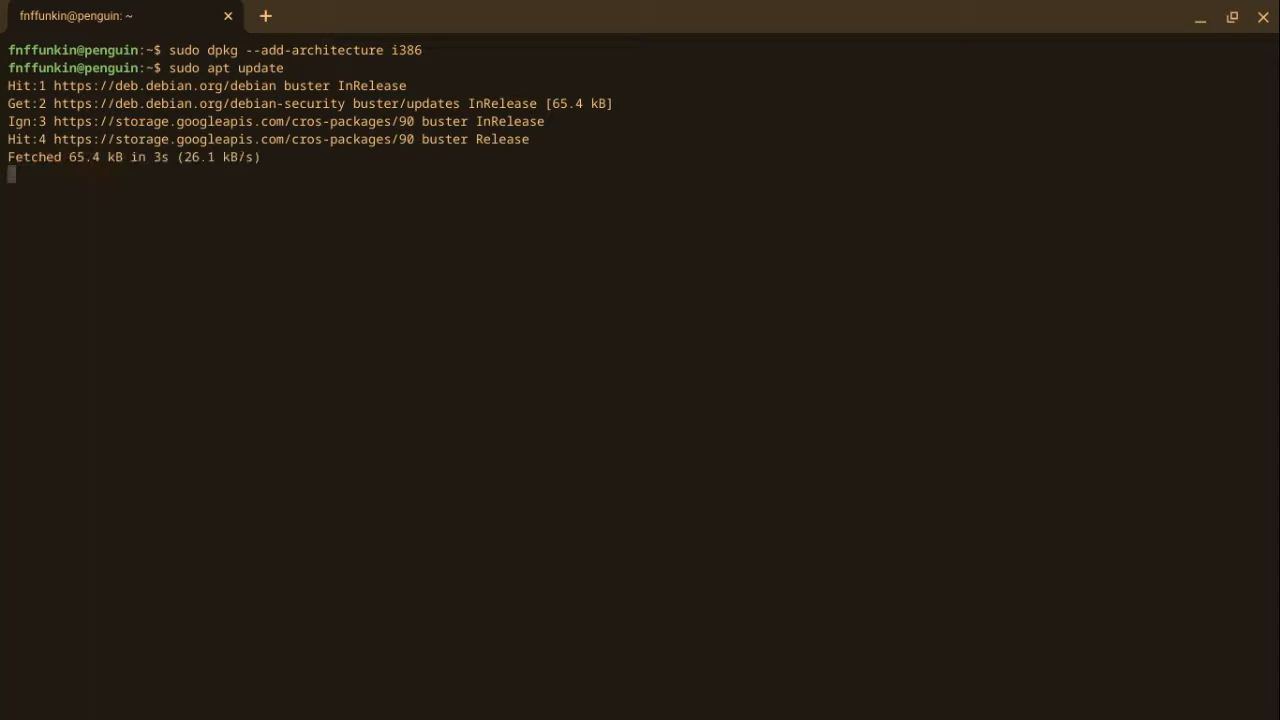 fnffunkin@penguin: ~
fnffunkin@penguin:~$ sudo dpkg --add-architecture i386
fnffunkin@penguin:~$ sudo apt update
Hit:1 https://deb.debian.org/debian buster InRelease
Get:2 https://deb.debian.org/debian-security buster/updates InRelease [65.4 kB]
Ign:3 https://storage.googleapis.com/cros-packages/90 buster InRelease
Hit:4 https://storage.googleapis.com/cros-packages/90 buster Release
Fetched 65.4 kB in 3s (26.1 kB/s)